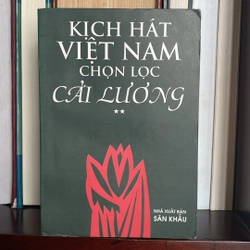 KỊCH HÁT
VIỆT NAM
CHỌN LỌC
CẢI LƯƠNG
**
NHÀ XUẤT BẢN
SÂN KHẤU